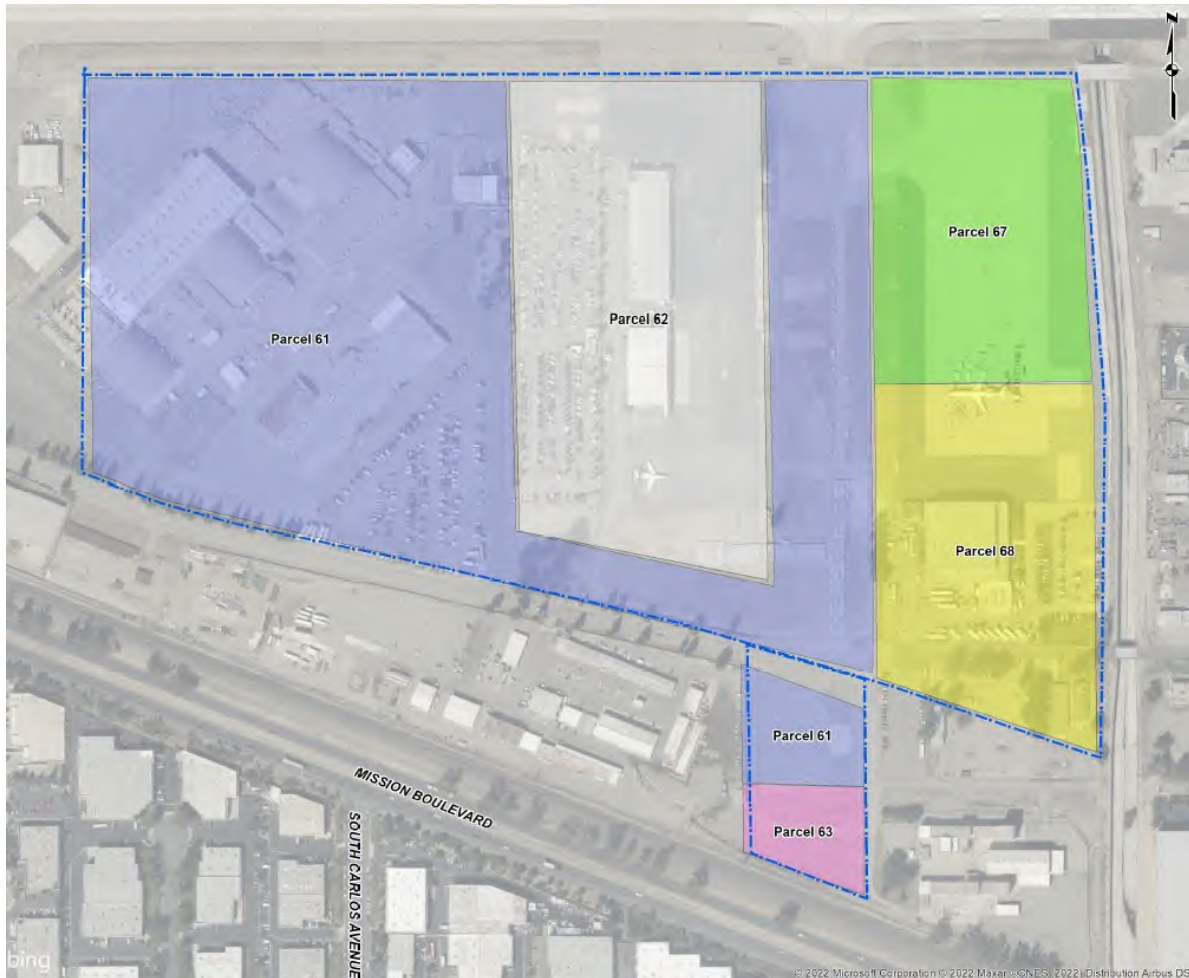 N
Parcel 67
Parcel 62
Parcel 61
Parcel 68
Parcel 61
Parcel 63
MISSION BOULEVARD
SOUTH CARLOS AVENUE
bing
© 2022 Microsoft Corporation © 2022 Maxar ©CNES (2022) Distribution Airbus DS